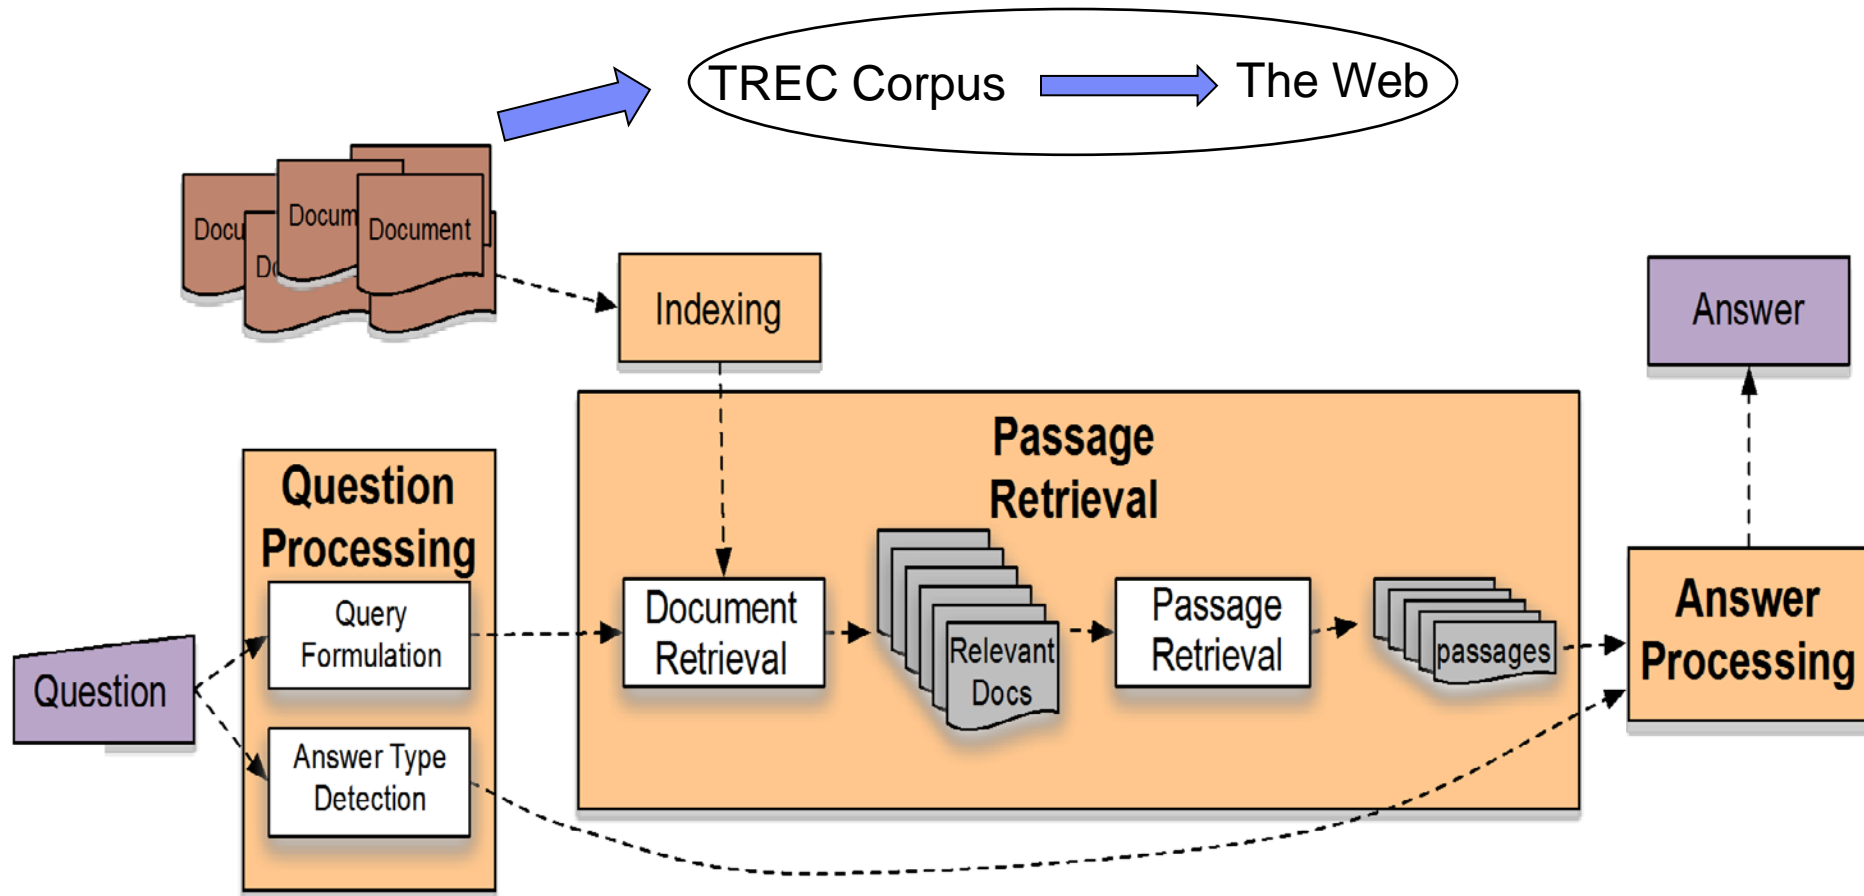 TREC Corpus
The Web
Docu
Docum
Document
Do
Indexing
Answer
Passage
Retrieval
Question
Processing
Query
Formulation
Answer Type
Detection
Question
Document
Retrieval
Relevant
Docs
Passage
Retrieval
passages
Answer
Processing